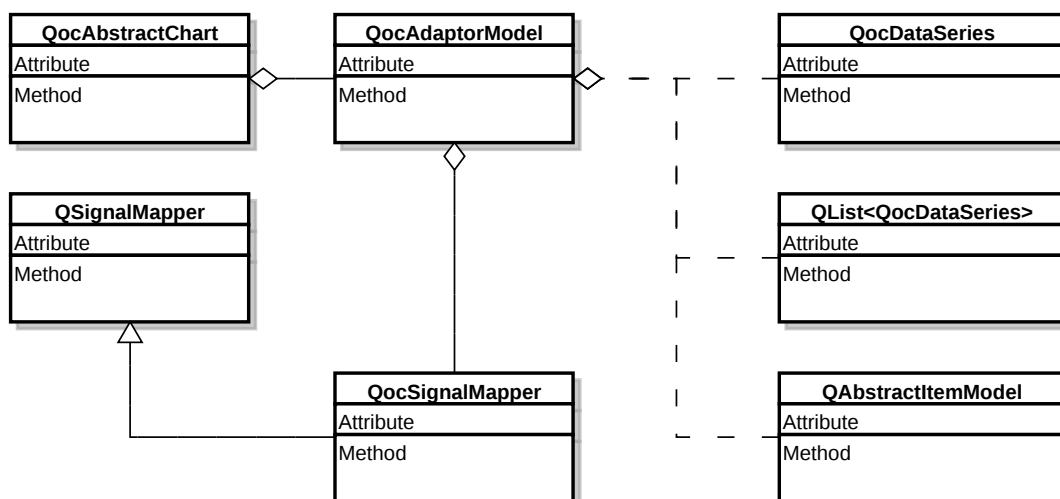 QocAbstractChart
Attribute
Method
QocAdaptorModel
Attribute
Method
QocDataSeries
Attribute
Method
QSignalMapper
Attribute
Method
QList<QocDataSeries>
Attribute
Method
QocSignalMapper
Attribute
Method
QAbstractItemModel
Attribute
Method